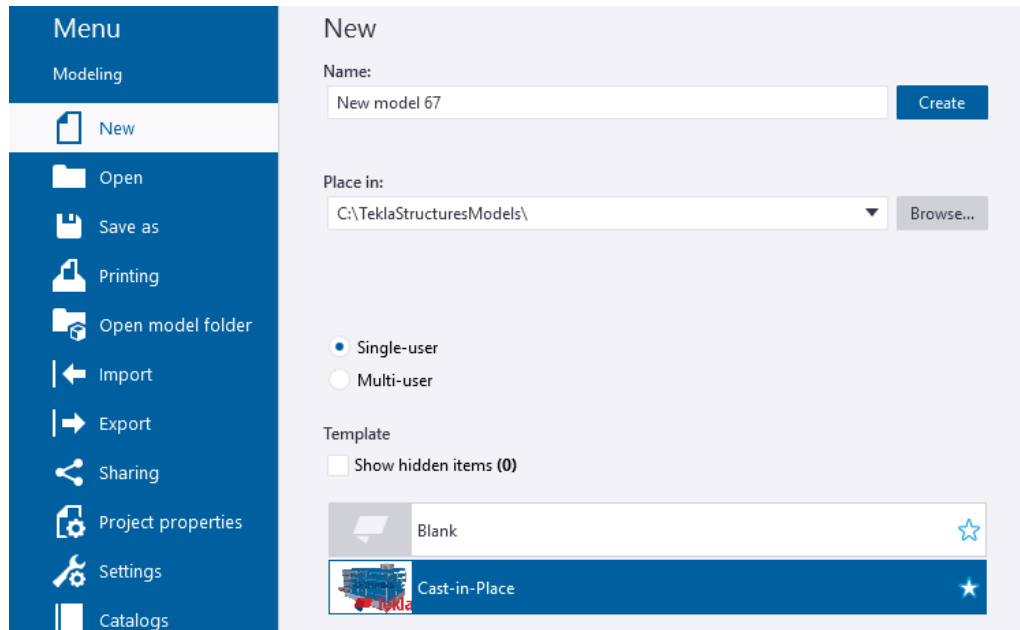 Menu
Modeling
New
Open
Save as
Printing
Open model folder
Import
Export
Sharing
Project properties
Settings
Catalogs
New
Name:
New model 67
Create
Place in:
C:\TeklaStructuresModels\
Browse...
Single-user
Multi-user
Template
Show hidden items (0)
Blank
Tekla
Cast-in-Place